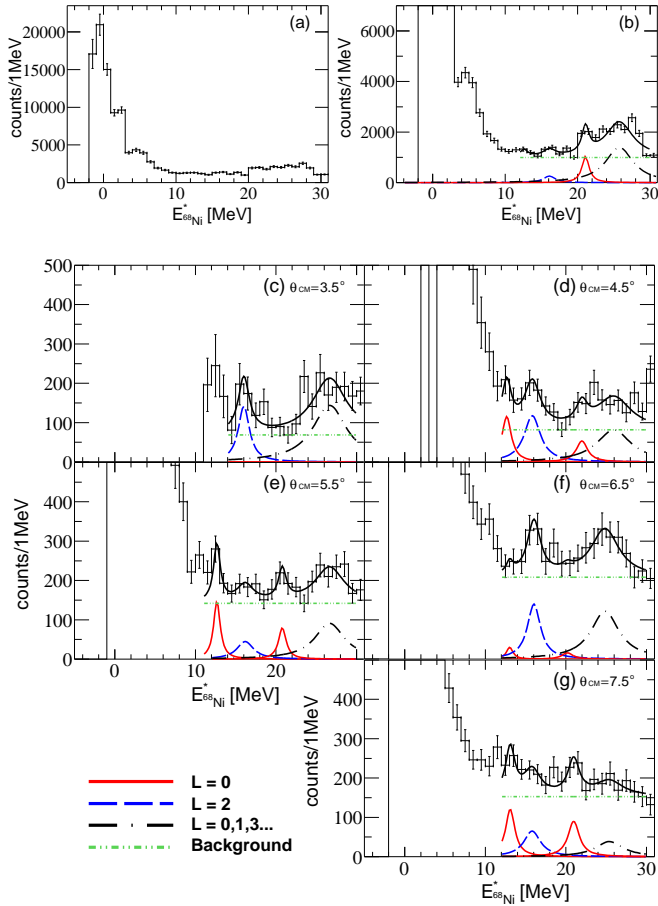 (a)
counts/1MeV
20000
15000
10000
5000
0
0
10
20
30
E*68Ni [MeV]
(b)
counts/1MeV
6000
4000
2000
0
0
10
20
30
E*68Ni [MeV]
(c) θCM=3.5°
500
400
300
200
100
0
(d) θCM=4.5°
(e) θCM=5.5°
counts/1MeV
400
300
200
100
0
0
20
E*68Ni [MeV]
(f) θCM=6.5°
(g) θCM=7.5°
counts/1MeV
400
300
200
100
0
0
10
20
30
E*68Ni [MeV]
L = 0
L = 2
L = 0,1,3...
Background